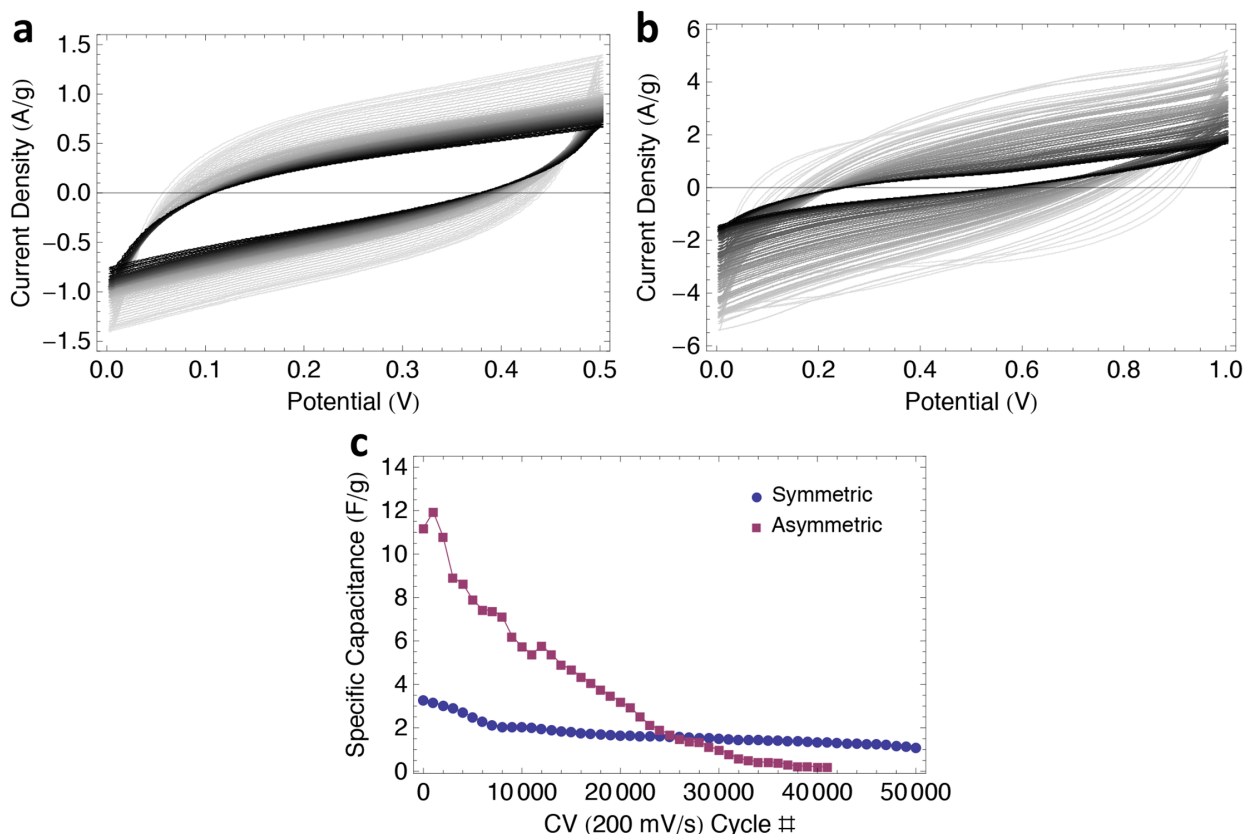 a
1.5
1.0
0.5
0.0
−0.5
−1.0
−1.5
Current Density (A/g)
0.0 0.1 0.2 0.3 0.4 0.5
Potential (V)
b
6
4
2
0
−2
−4
−6
Current Density (A/g)
0.0 0.2 0.4 0.6 0.8 1.0
Potential (V)
c
14
12
10
8
6
4
2
0
Specific Capacitance (F/g)
Symmetric
Asymmetric
0 10 000 20 000 30 000 40 000 50 000
CV (200 mV/s) Cycle #